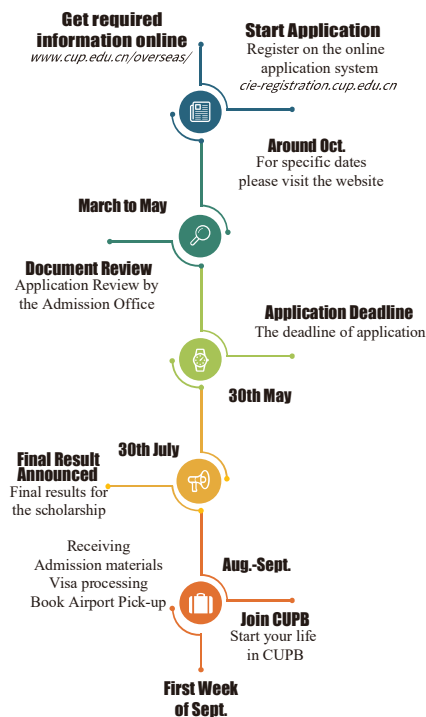 Get required
information online
www.cup.edu.cn/overseas/
Start Application
Register on the online
application system
cie-registration.cup.edu.cn
Around Oct.
For specific dates
please visit the website
March to May
Document Review
Application Review by
the Admission Office
Application Deadline
The deadline of application
30th May
30th July
Final Result
Announced
Final results for
the scholarship
Receiving
Admission materials
Visa processing
Book Airport Pick-up
Aug.-Sept.
Join CUPB
Start your life
in CUPB
First Week
of Sept.